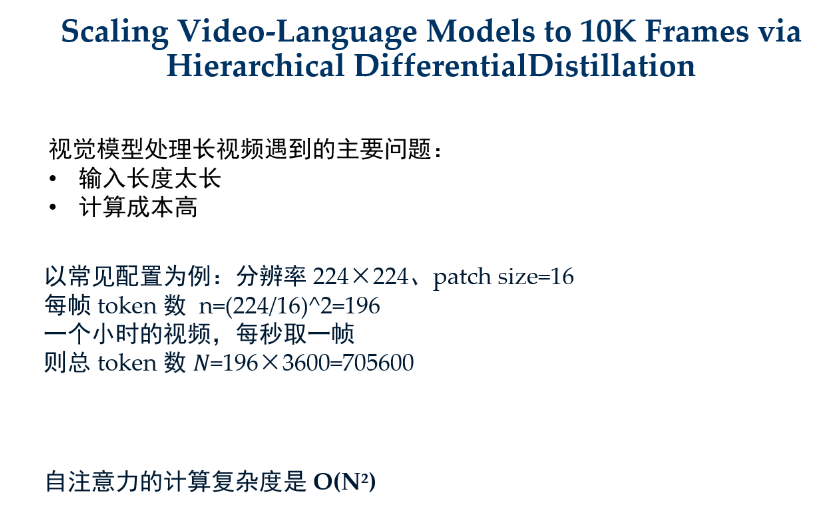 Scaling Video-Language Models to 10K Frames via
Hierarchical DifferentialDistillation
视觉模型处理长视频遇到的主要问题：
• 输入长度太长
• 计算成本高
以常见配置为例：分辨率 224×224、patch size=16
每帧 token 数 n=(224/16)^2=196
一个小时的视频，每秒取一帧
则总 token 数 N=196×3600=705600
自注意力的计算复杂度是 O(N²)